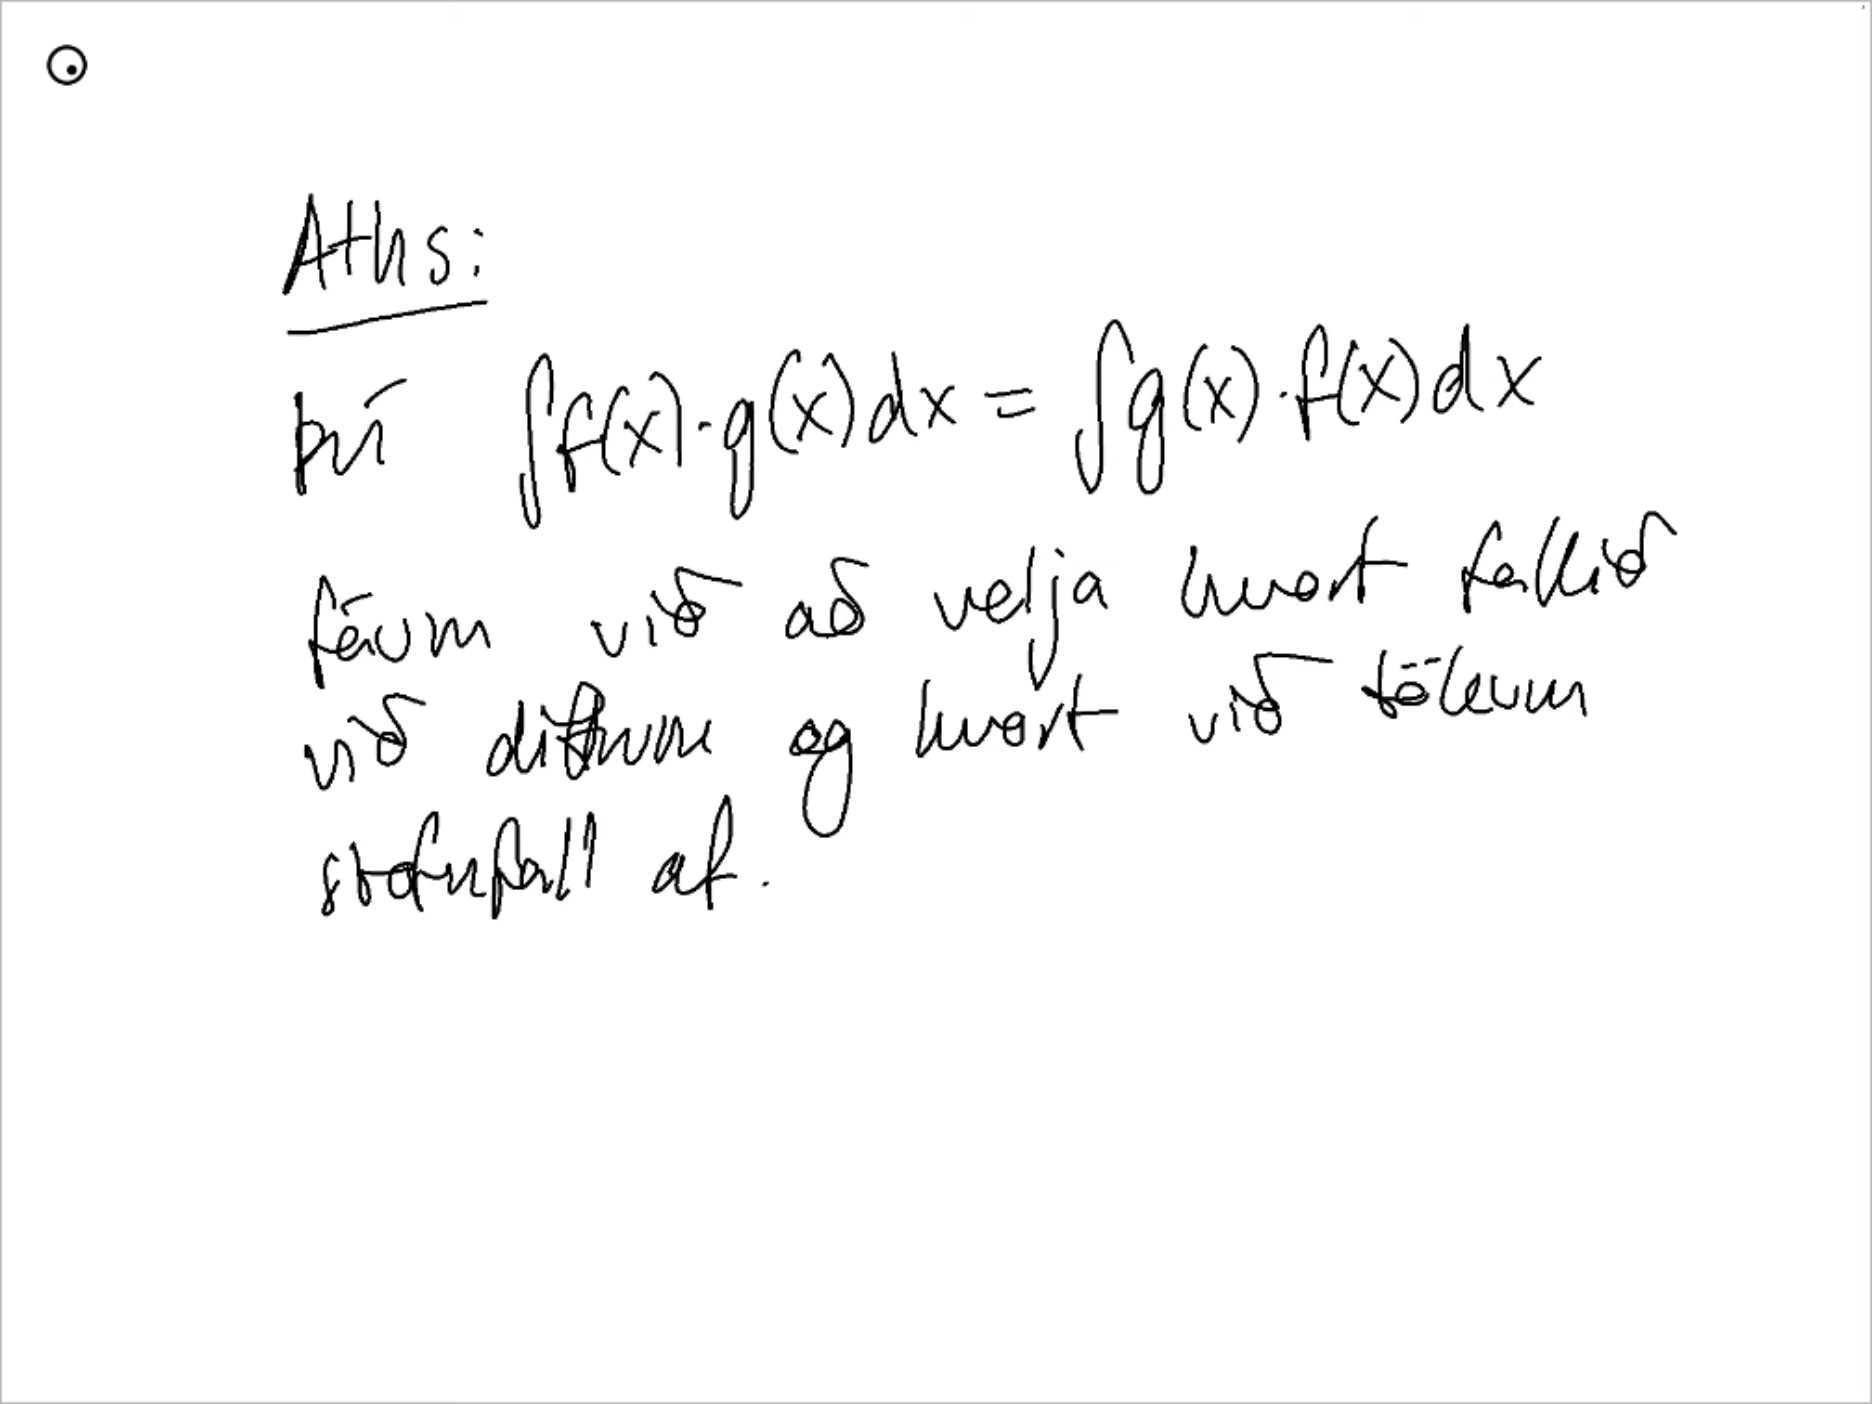 Aths:
því ∫f(x)·g(x)dx = ∫g(x)·f(x)dx
fáum við að velja hvort fallið
við diffrum og hvort við tökum
stofnfall af.